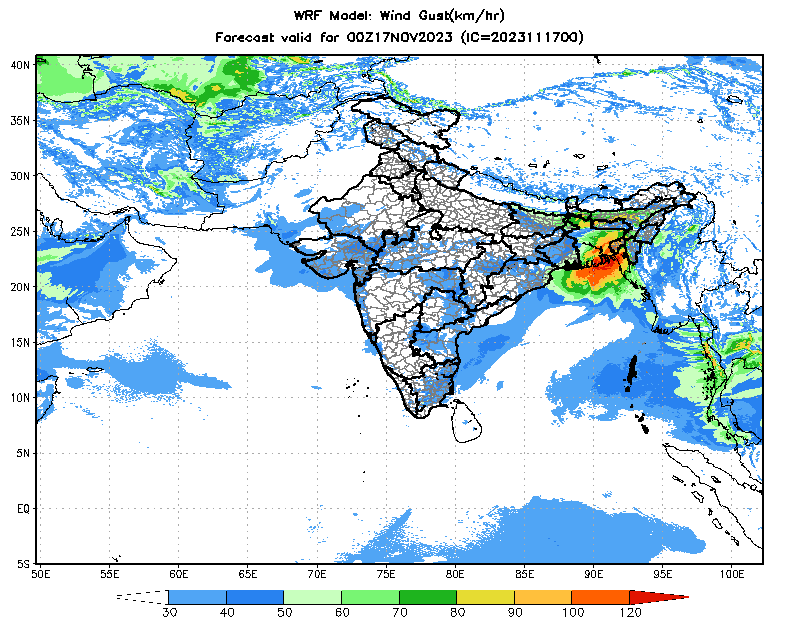 WRF Model: Wind Gust(km/hr)
Forecast valid for 00Z17NOV2023 (IC=2023111700)
40N
35N
30N
25N
20N
15N
10N
5N
EQ
5S
50E 55E 60E 65E 70E 75E 80E 85E 90E 95E 100E
30 40 50 60 70 80 90 100 120